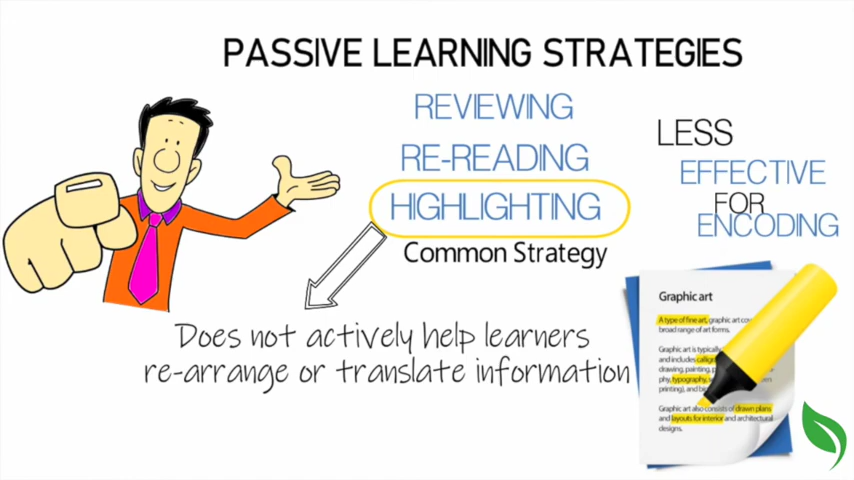 PASSIVE LEARNING STRATEGIES
REVIEWING
RE-READING
HIGHLIGHTING
Common Strategy
LESS
EFFECTIVE
FOR
ENCODING
Does not actively help learners
re-arrange or translate information
Graphic art
A type of fine art, graphic art
broad range of art forms.
Graphic art is
and includes
drawing, painting,
phy, typography,
printing), and
Graphic art also consists of drawn plans
and layouts for interior and architectural
designs.